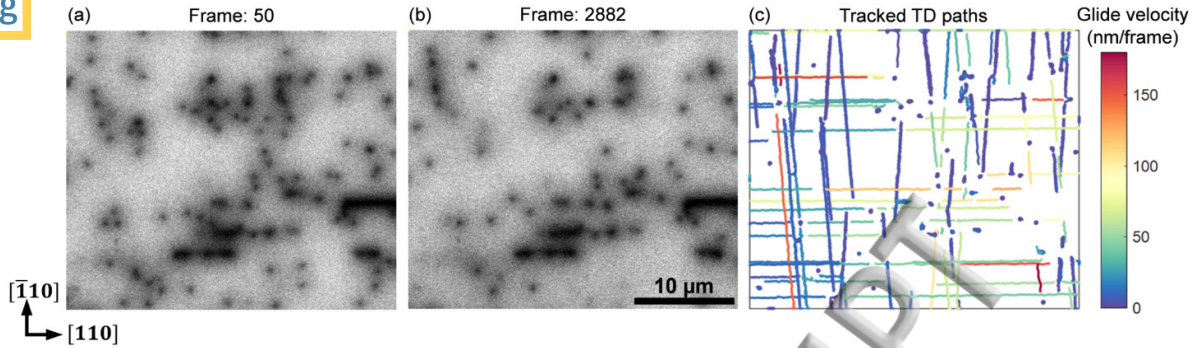 g
(a) Frame: 50
(b) Frame: 2882
(c) Tracked TD paths
Glide velocity
(nm/frame)
150
100
50
0
10 µm
[1̅10]
[110]
DT